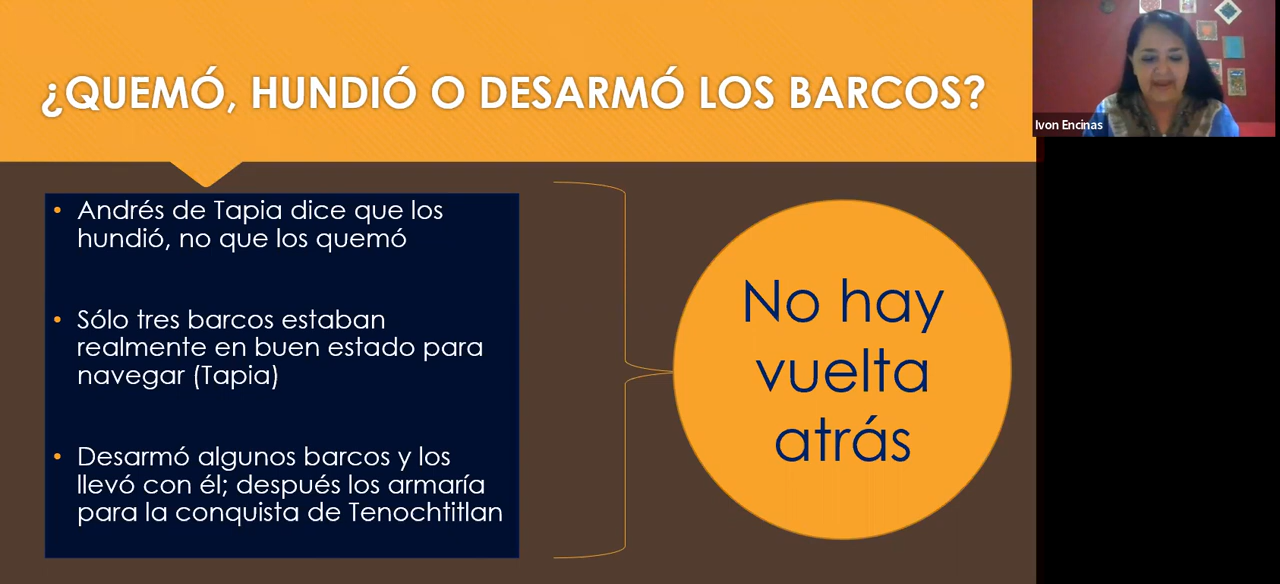 ¿QUEMÓ, HUNDIÓ O DESARMÓ LOS BARCOS?
Ivon Encinas
• Andrés de Tapia dice que los
hundió, no que los quemó
• Sólo tres barcos estaban
realmente en buen estado para
navegar (Tapia)
• Desarmó algunos barcos y los
llevó con él; después los armaría
para la conquista de Tenochtitlan
No hay
vuelta
atrás